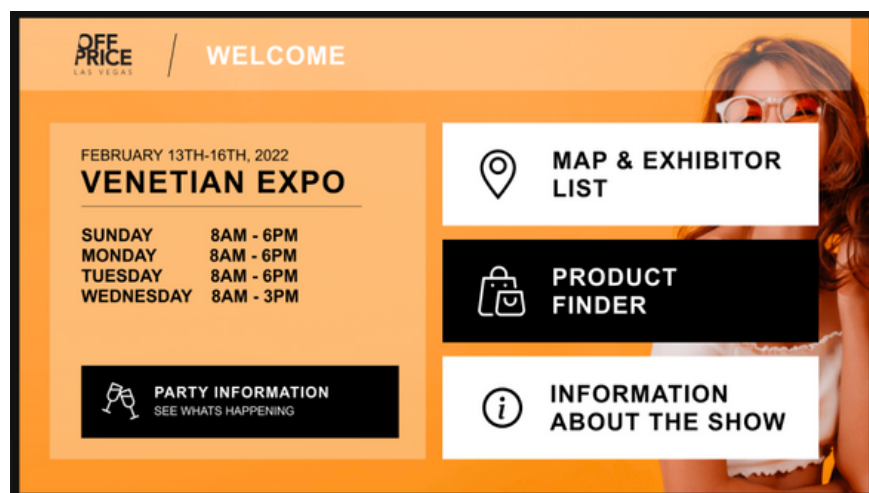 OFF
PRICE
LAS VEGAS
WELCOME
FEBRUARY 13TH-16TH, 2022
VENETIAN EXPO
SUNDAY 8AM - 6PM
MONDAY 8AM - 6PM
TUESDAY 8AM - 6PM
WEDNESDAY 8AM - 3PM
PARTY INFORMATION
SEE WHATS HAPPENING
MAP & EXHIBITOR
LIST
PRODUCT
FINDER
INFORMATION
ABOUT THE SHOW